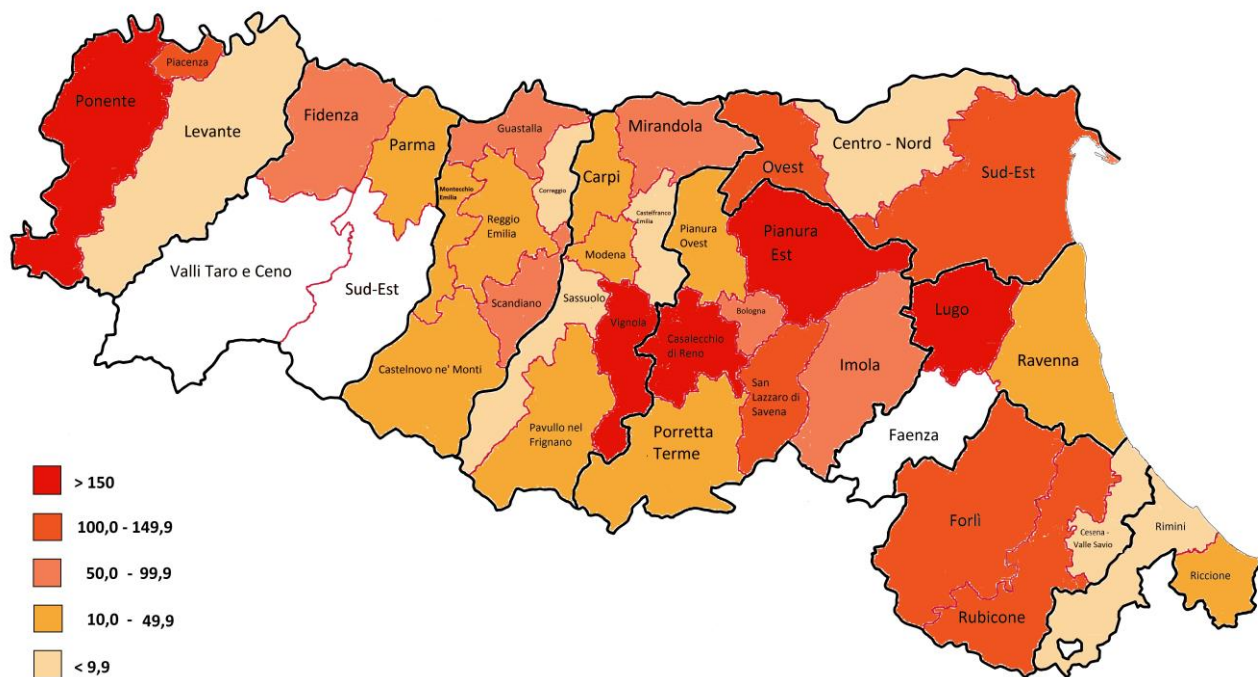 Piacenza
Ponente
Levante
Fidenza
Parma
Guastalla
Mirandola
Centro - Nord
Ovest
Sud-Est
Montecchio
Emilia
Correggio
Carpi
Reggio
Emilia
Castelfranco
Emilia
Modena
Pianura
Ovest
Pianura
Est
Valli Taro e Ceno
Sud-Est
Scandiano
Sassuolo
Vignola
Bologna
Casalecchio
di Reno
Lugo
Imola
Ravenna
Castelnovo ne' Monti
San
Lazzaro di
Savena
Pavullo nel
Frignano
Porretta
Terme
Faenza
> 150
100,0 - 149,9
50,0 - 99,9
10,0 - 49,9
< 9,9
Forlì
Cesena -
Valle Savio
Rimini
Riccione
Rubicone